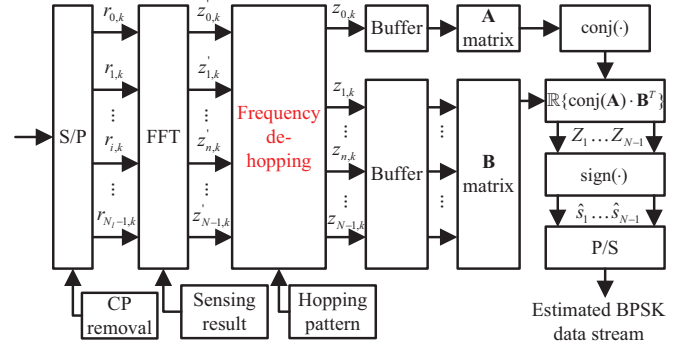 S/P
r_{0,k}
r_{1,k}
⋮
r_{i,k}
⋮
r_{N_l-1,k}
CP
removal
FFT
z'_{0,k}
z'_{1,k}
⋮
z'_{n,k}
⋮
z'_{N-1,k}
Sensing
result
Frequency
de-
hopping
Hopping
pattern
z_{0,k}
z_{1,k}
⋮
z_{n,k}
⋮
z_{N-1,k}
Buffer
Buffer
⋮
⋮
A
matrix
B
matrix
conj(·)
ℝ{conj(A) · B^T}
Z_1 … Z_{N-1}
sign(·)
ŝ_1 … ŝ_{N-1}
P/S
Estimated BPSK
data stream